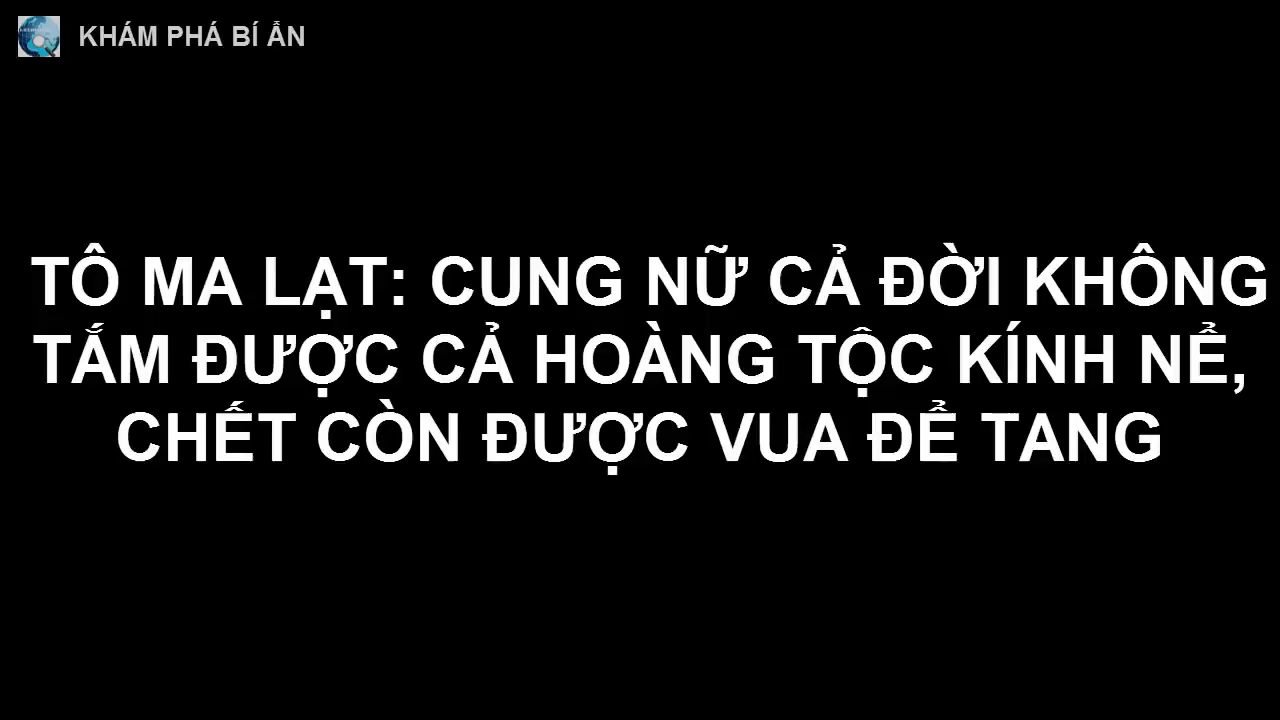 KHÁM PHÁ BÍ ẨN
TÔ MA LẠT: CUNG NỮ CẢ ĐỜI KHÔNG
TẮM ĐƯỢC CẢ HOÀNG TỘC KÍNH NỂ,
CHẾT CÒN ĐƯỢC VUA ĐỂ TANG